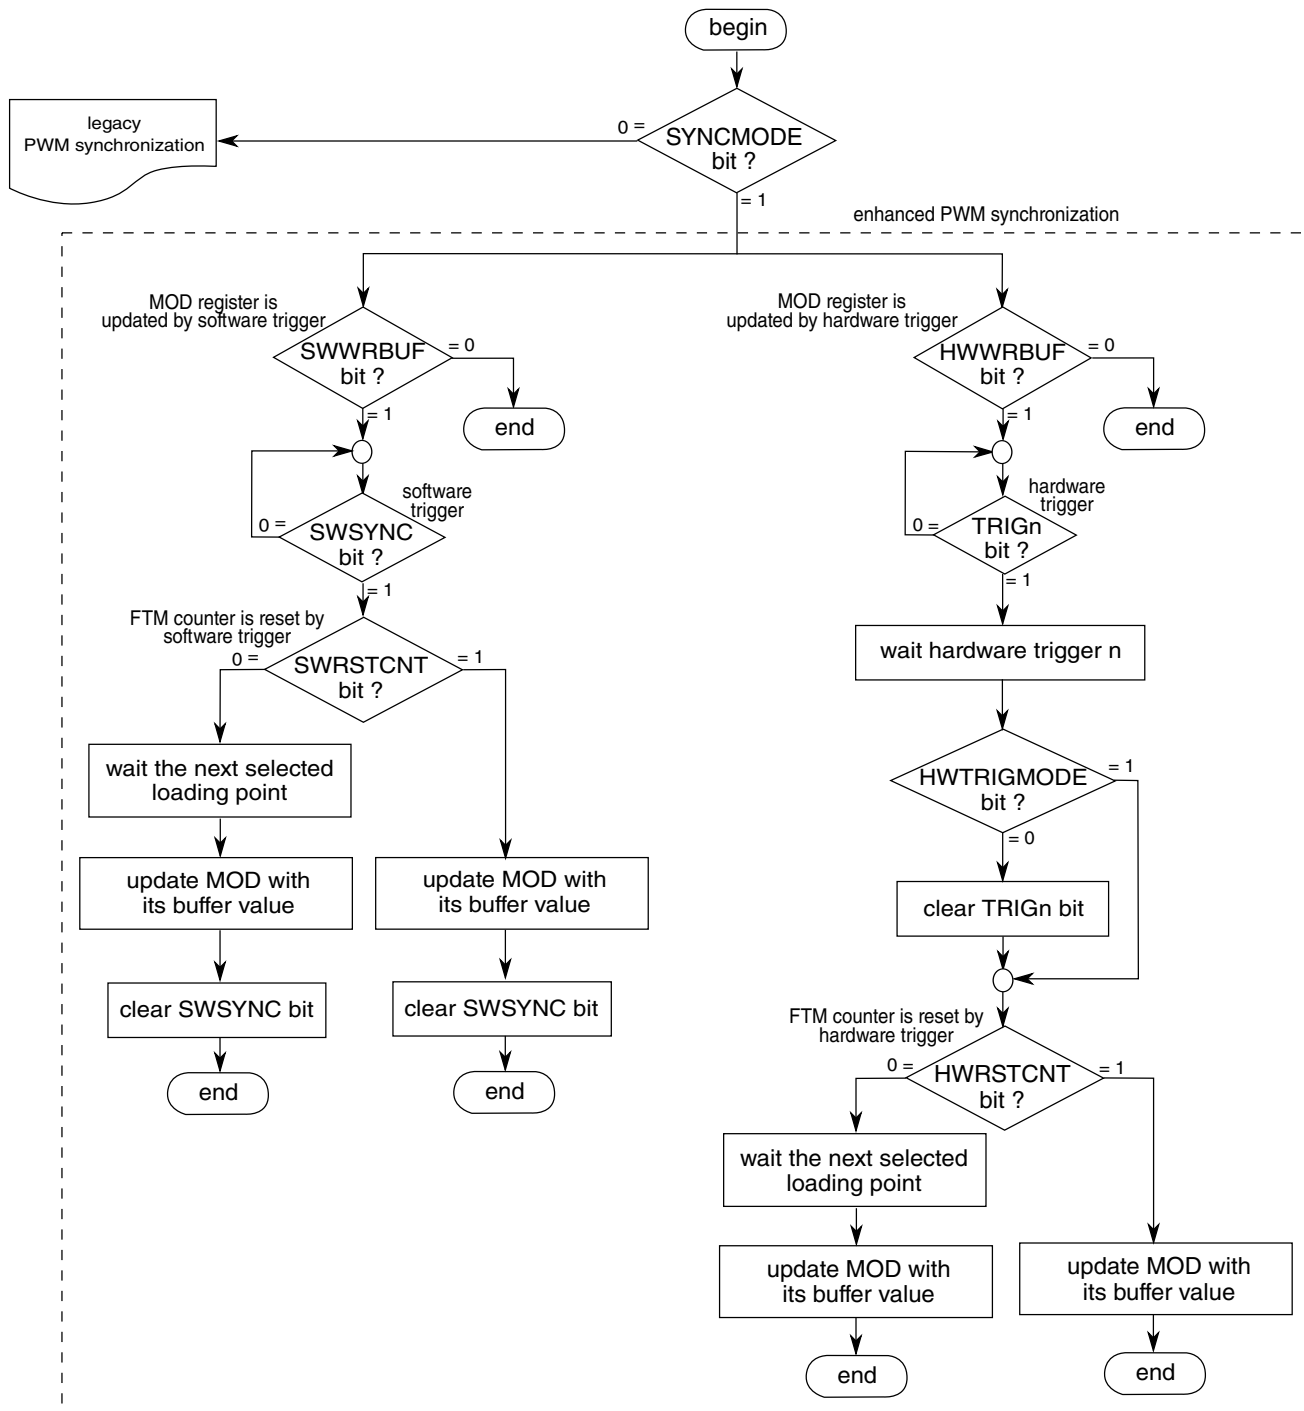 begin
SYNCMODE
bit ?
0 =
= 1
legacy
PWM synchronization
enhanced PWM synchronization
MOD register is
updated by software trigger
SWWRBUF
bit ?
= 0
end
= 1
software
trigger
SWSYNC
bit ?
0 =
= 1
FTM counter is reset by
software trigger
SWRSTCNT
bit ?
0 =
= 1
wait the next selected
loading point
update MOD with
its buffer value
clear SWSYNC bit
end
update MOD with
its buffer value
clear SWSYNC bit
end
MOD register is
updated by hardware trigger
HWWRBUF
bit ?
= 0
end
= 1
hardware
trigger
TRIGn
bit ?
0 =
= 1
wait hardware trigger n
HWTRIGMODE
bit ?
= 1
= 0
clear TRIGn bit
FTM counter is reset by
hardware trigger
HWRSTCNT
bit ?
0 =
= 1
wait the next selected
loading point
update MOD with
its buffer value
end
update MOD with
its buffer value
end